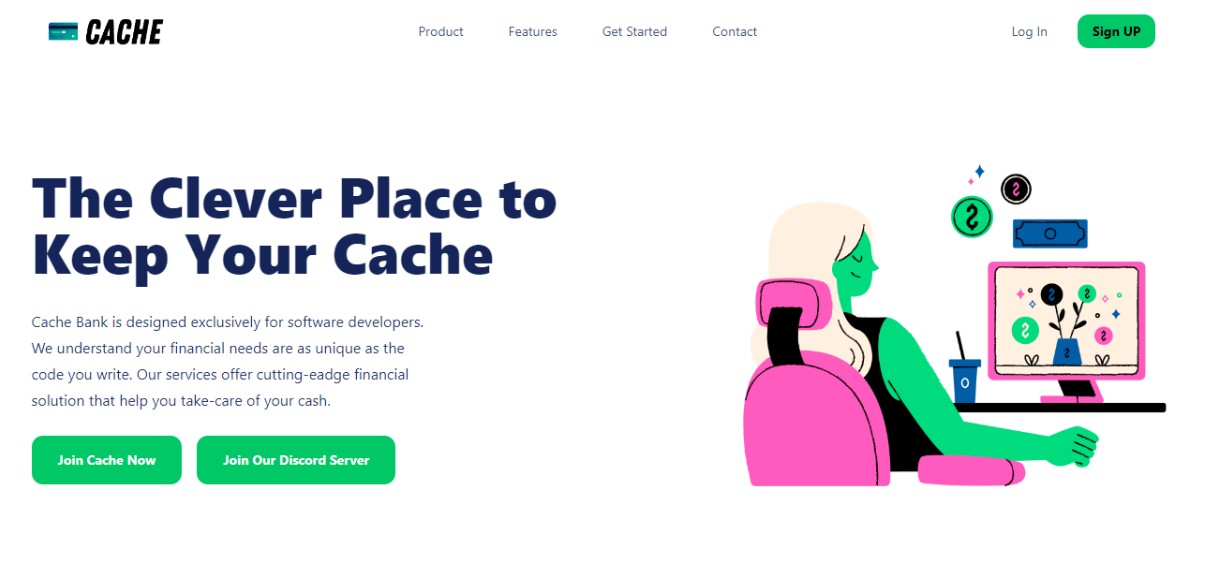 CACHE
Product
Features
Get Started
Contact
Log In
Sign UP
The Clever Place to
Keep Your Cache
Cache Bank is designed exclusively for software developers.
We understand your financial needs are as unique as the
code you write. Our services offer cutting-eadge financial
solution that help you take-care of your cash.
Join Cache Now
Join Our Discord Server